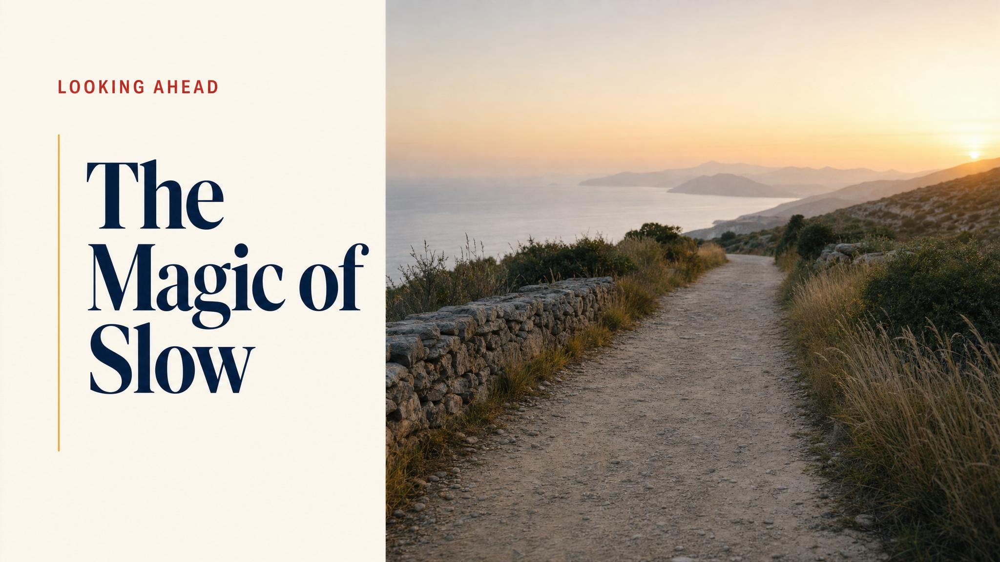 LOOKING AHEAD
The
Magic of
Slow